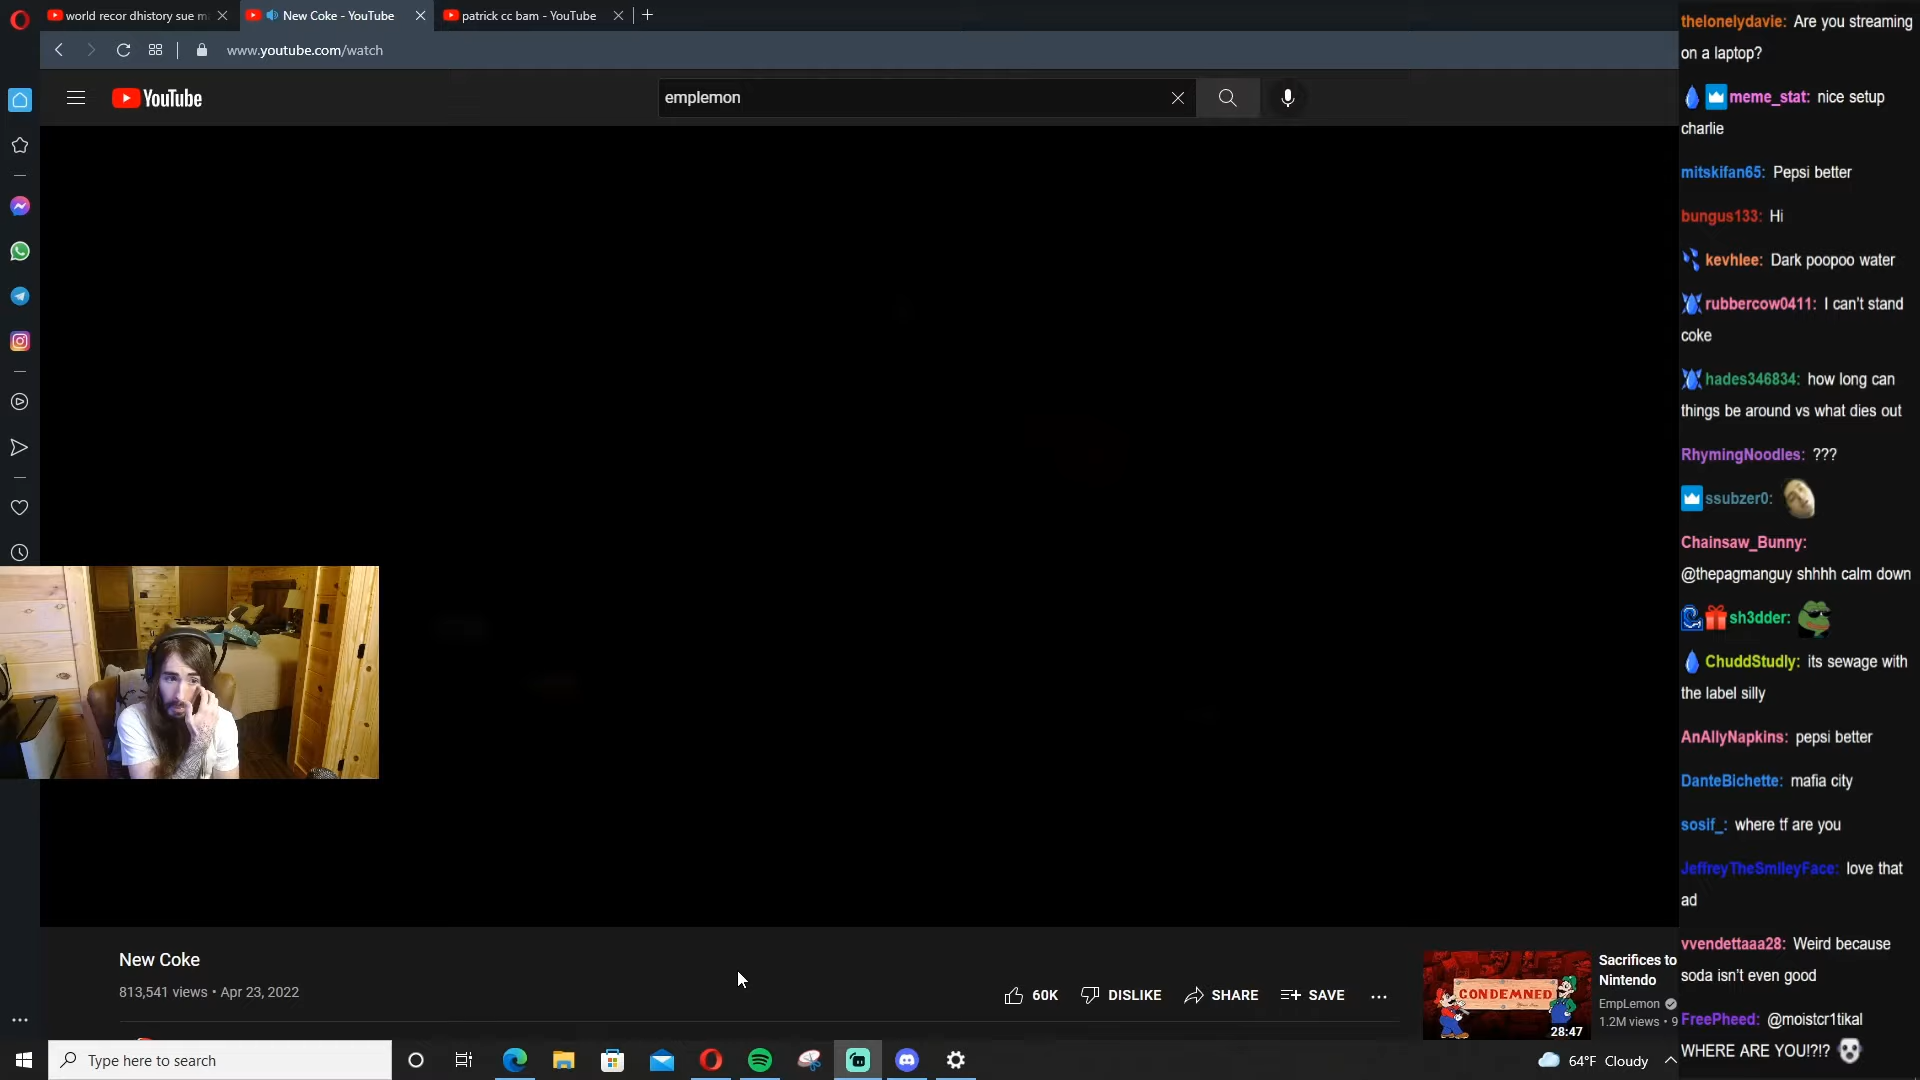 world recor dhistory sue m
New Coke - YouTube
patrick cc bam - YouTube
www.youtube.com/watch
YouTube
emplemon
New Coke
813,541 views • Apr 23, 2022
60K
DISLIKE
SHARE
SAVE
CONDEMNED
28:47
Sacrifices to
Nintendo
EmpLemon
1.2M views • 9
Type here to search
64°F Cloudy
thelonelydavie: Are you streaming
on a laptop?
meme_stat: nice setup
charlie
mitskifan65: Pepsi better
bungus133: Hi
kevhlee: Dark poopoo water
rubbercow0411: I can't stand
coke
hades346834: how long can
things be around vs what dies out
RhymingNoodles: ???
ssubzer0:
Chainsaw_Bunny:
@thepagmanguy shhhh calm down
sh3dder:
ChuddStudly: its sewage with
the label silly
AnAllyNapkins: pepsi better
DanteBichette: mafia city
sosif_: where tf are you
JeffreyTheSmileyFace: love that
ad
vvendettaaa28: Weird because
soda isn't even good
FreePheed: @moistcr1tikal
WHERE ARE YOU!?!?